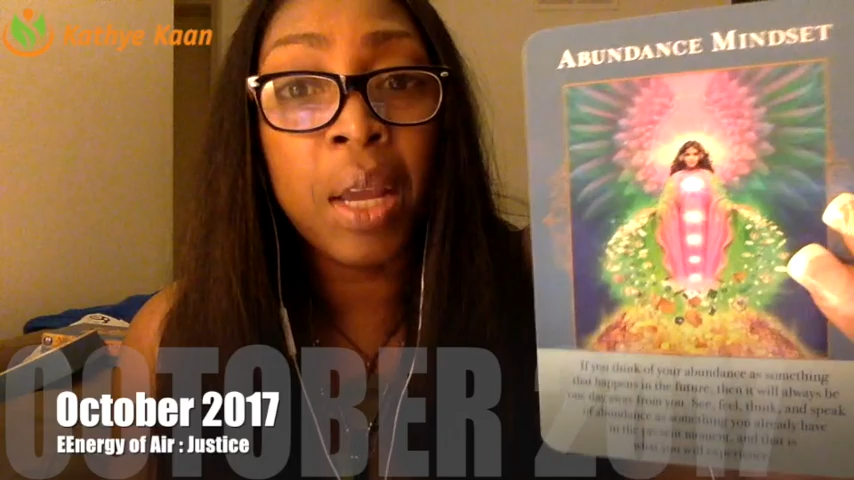 Kathye Kaan
ABUNDANCE MINDSET
If you think of your abundance as something
that happens in the future, then it will always be
one day away from you. See, feel, think, and speak
of abundance as something you already have
in the present moment, and that is
what you will experience.
OCTOBER 2017
October 2017
EEnergy of Air : Justice